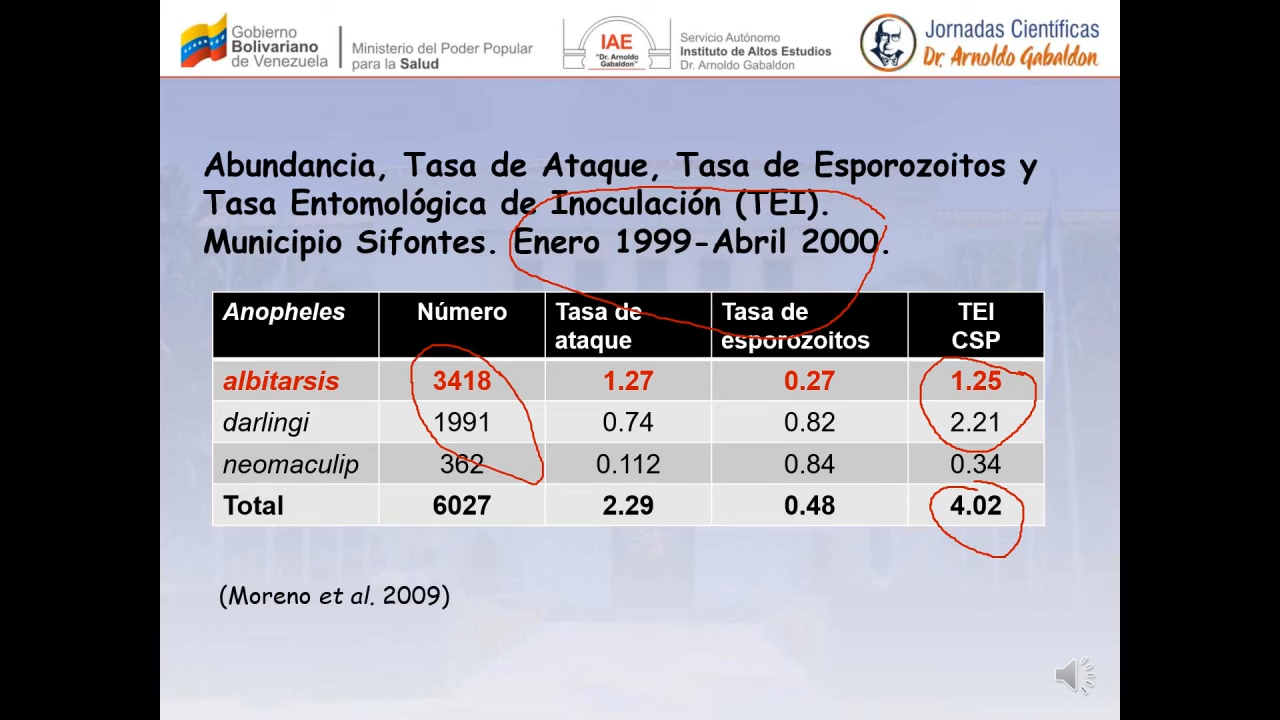 Gobierno
Bolivariano
de Venezuela
Ministerio del Poder Popular
para la Salud
IAE
"Dr. Arnoldo
Gabaldon"
Servicio Autónomo
Instituto de Altos Estudios
Dr. Arnoldo Gabaldon
Jornadas Científicas
Dr. Arnoldo Gabaldon
Abundancia, Tasa de Ataque, Tasa de Esporozoitos y
Tasa Entomológica de Inoculación (TEI).
Municipio Sifontes. Enero 1999-Abril 2000.
Anopheles Número Tasa de ataque Tasa de esporozoitos TEI CSP
albitarsis 3418 1.27 0.27 1.25
darlingi 1991 0.74 0.82 2.21
neomaculip 362 0.112 0.84 0.34
Total 6027 2.29 0.48 4.02
(Moreno et al. 2009)